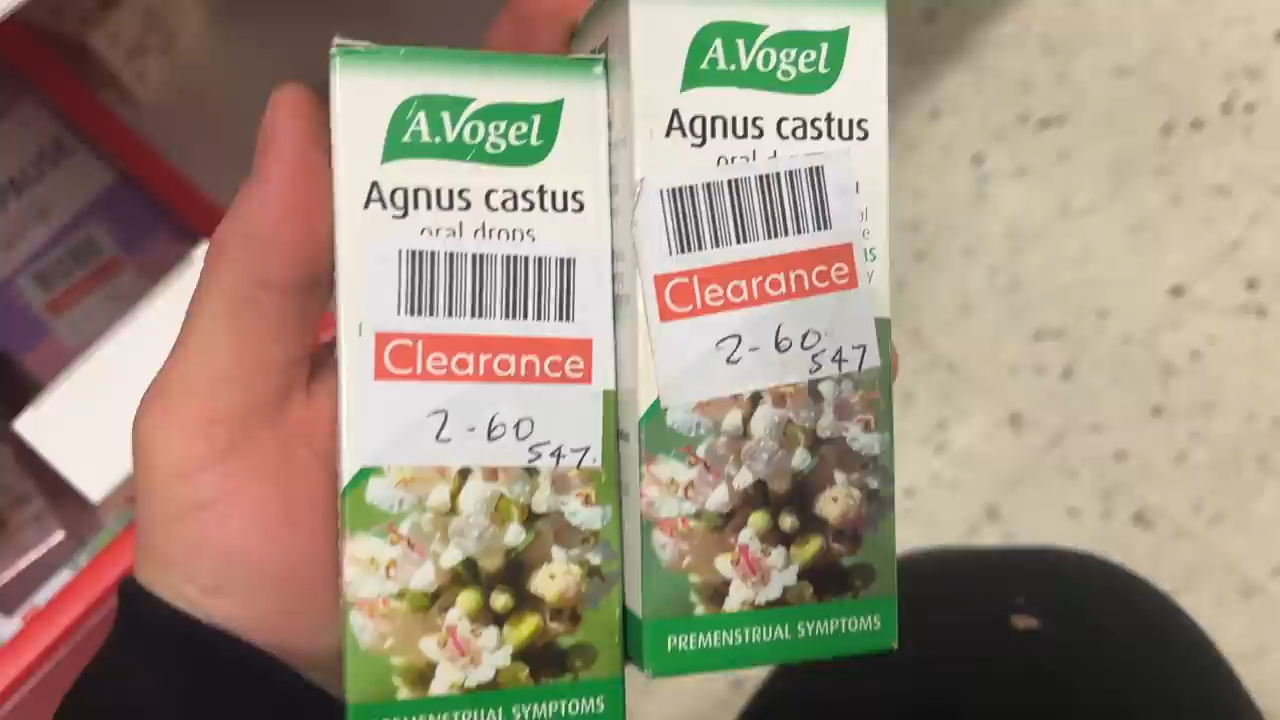 A.Vogel
Agnus castus
oral drops
Clearance
2-60
547.
PREMENSTRUAL SYMPTOMS
A.Vogel
Agnus castus
oral
Clearance
2-60.
547
PREMENSTRUAL SYMPTOMS